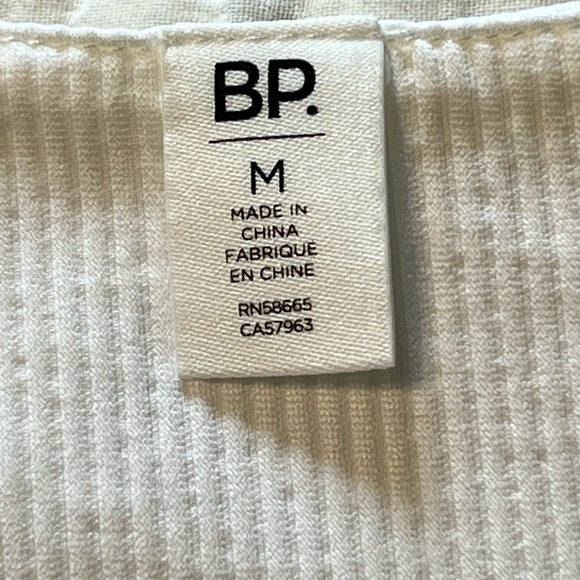 BP.
M
MADE IN
CHINA
FABRIQUE
EN CHINE
RN58665
CA57963